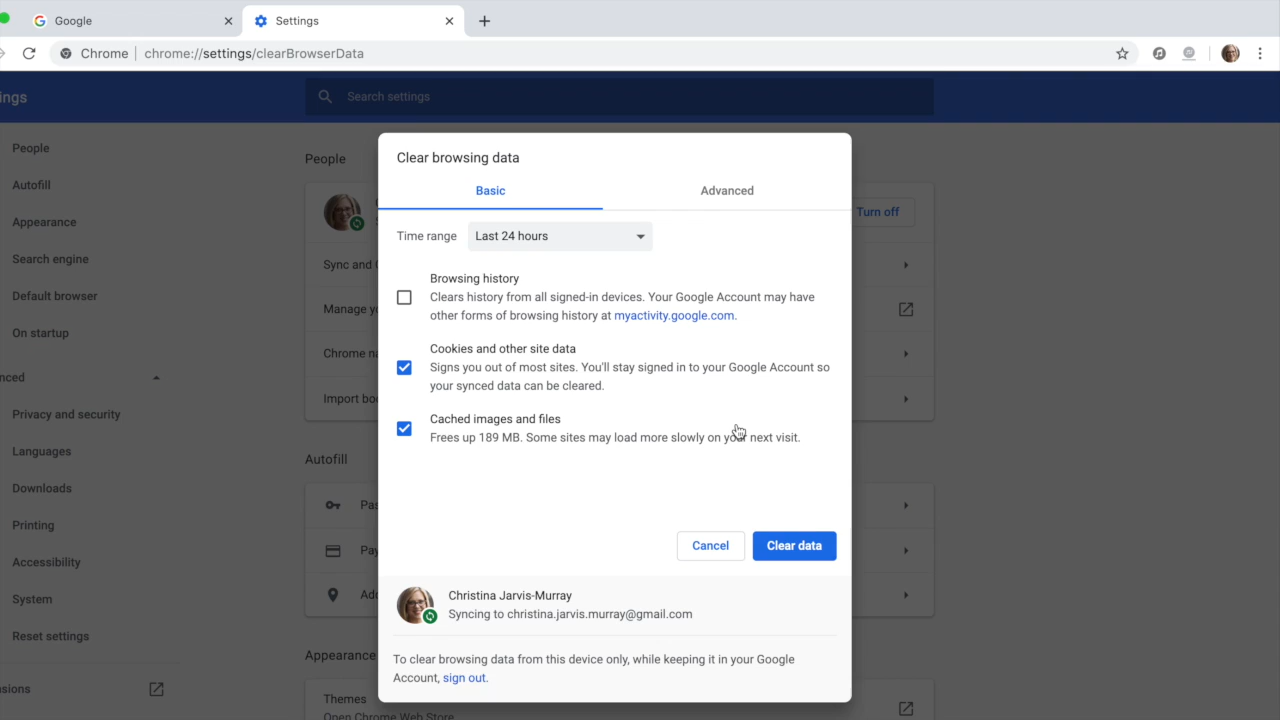 Google
Settings
Chrome
chrome://settings/clearBrowserData
ings
Search settings
People
Autofill
Appearance
Search engine
Default browser
On startup
nced
Privacy and security
Languages
Downloads
Printing
Accessibility
System
Reset settings
sions
People
Turn off
Sync and
Manage yo
Chrome na
Import boo
Autofill
Pas
Pay
Add
Appearance
Themes
Open Chrome Web Store
Clear browsing data
Basic
Advanced
Time range
Last 24 hours
Browsing history
Clears history from all signed-in devices. Your Google Account may have
other forms of browsing history at myactivity.google.com.
Cookies and other site data
Signs you out of most sites. You'll stay signed in to your Google Account so
your synced data can be cleared.
Cached images and files
Frees up 189 MB. Some sites may load more slowly on your next visit.
Cancel
Clear data
Christina Jarvis-Murray
Syncing to christina.jarvis.murray@gmail.com
To clear browsing data from this device only, while keeping it in your Google
Account, sign out.